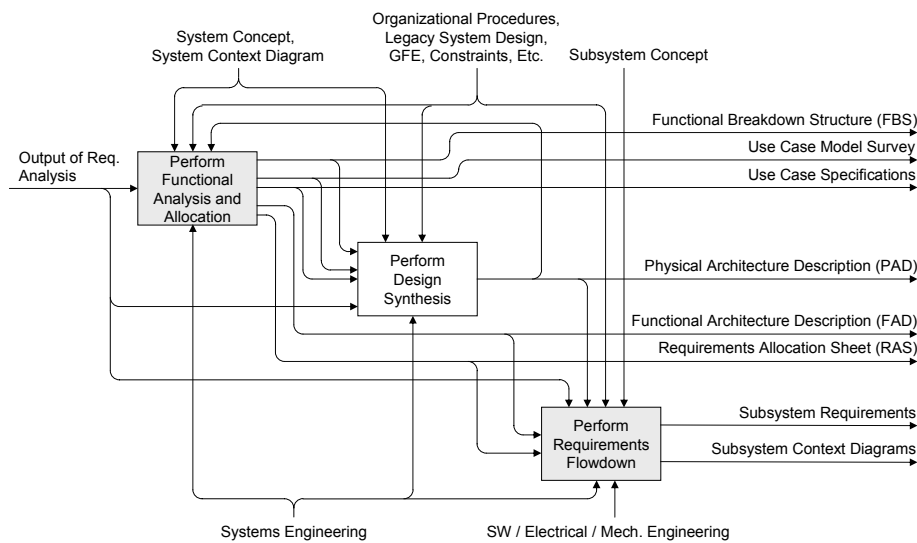 Organizational Procedures,
Legacy System Design,
GFE, Constraints, Etc.
System Concept,
System Context Diagram
Subsystem Concept
Functional Breakdown Structure (FBS)
Use Case Model Survey
Use Case Specifications
Output of Req.
Analysis
Perform
Functional
Analysis and
Allocation
Perform
Design
Synthesis
Physical Architecture Description (PAD)
Functional Architecture Description (FAD)
Requirements Allocation Sheet (RAS)
Perform
Requirements
Flowdown
Subsystem Requirements
Subsystem Context Diagrams
Systems Engineering
SW / Electrical / Mech. Engineering